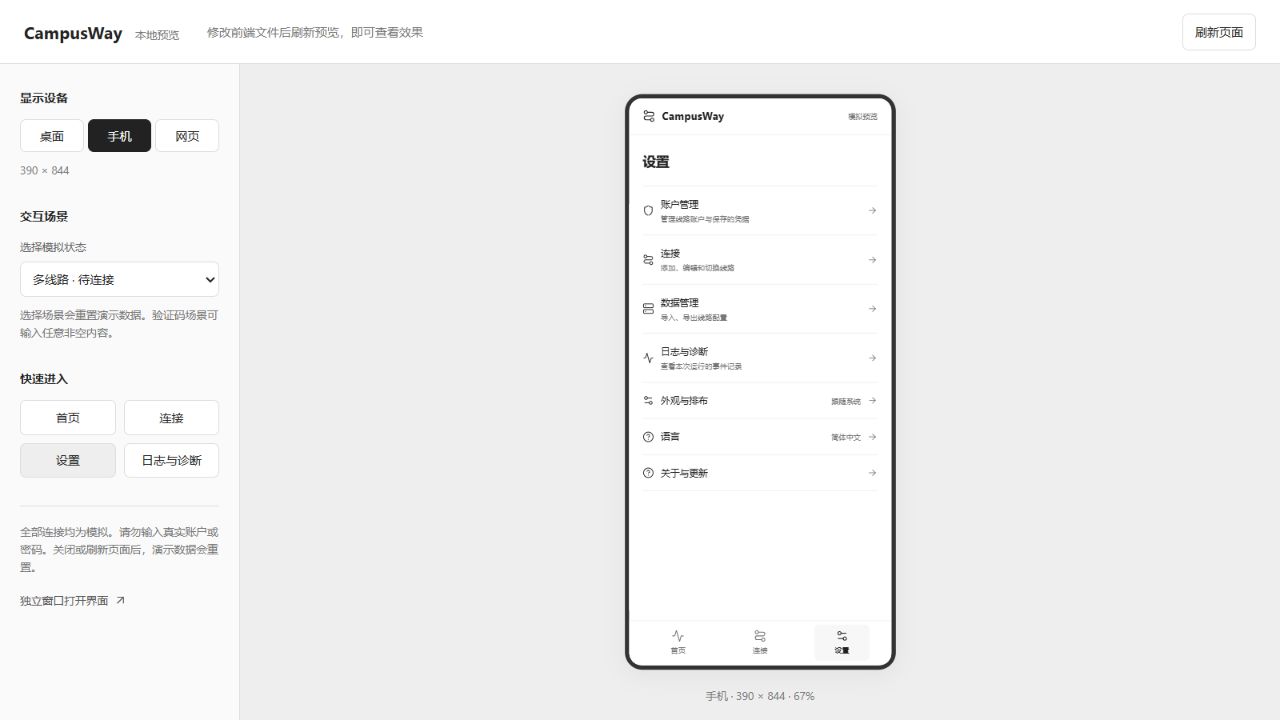 CampusWay 本地预览 修改前端文件后刷新预览，即可查看效果 刷新页面
显示设备
桌面 手机 网页
390 × 844
交互场景
选择模拟状态
多线路 · 待连接
选择场景会重置演示数据。验证码场景可
输入任意非空内容。
快速进入
首页 连接
设置 日志与诊断
全部连接均为模拟。请勿输入真实账户或
密码。关闭或刷新页面后，演示数据会重
置。
独立窗口打开界面
CampusWay 模拟预览
设置
账户管理
管理线路账户与保存的凭据
连接
添加、编辑和切换线路
数据管理
导入、导出线路配置
日志与诊断
查看本次运行的事件记录
外观与排布 跟随系统
语言 简体中文
关于与更新
首页 连接 设置
手机 · 390 × 844 · 67%